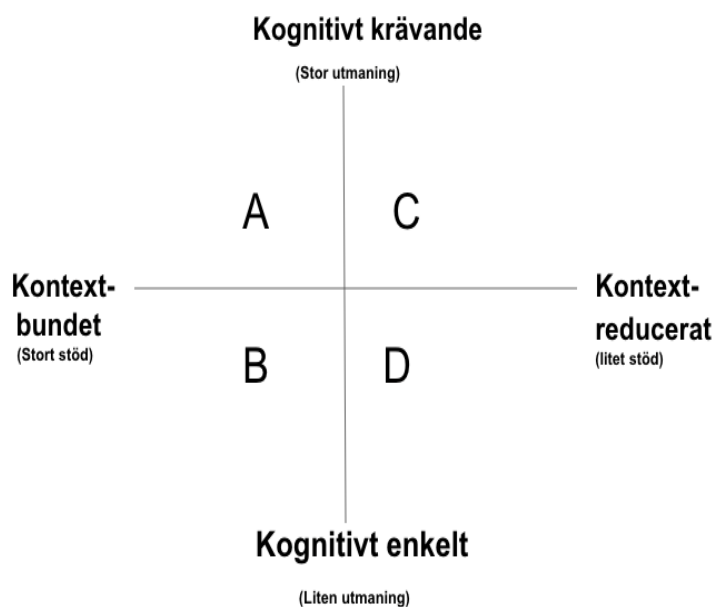 Kognitivt krävande
(Stor utmaning)
A
C
Kontext-
bundet
(Stort stöd)
Kontext-
reducerat
(litet stöd)
B
D
Kognitivt enkelt
(Liten utmaning)